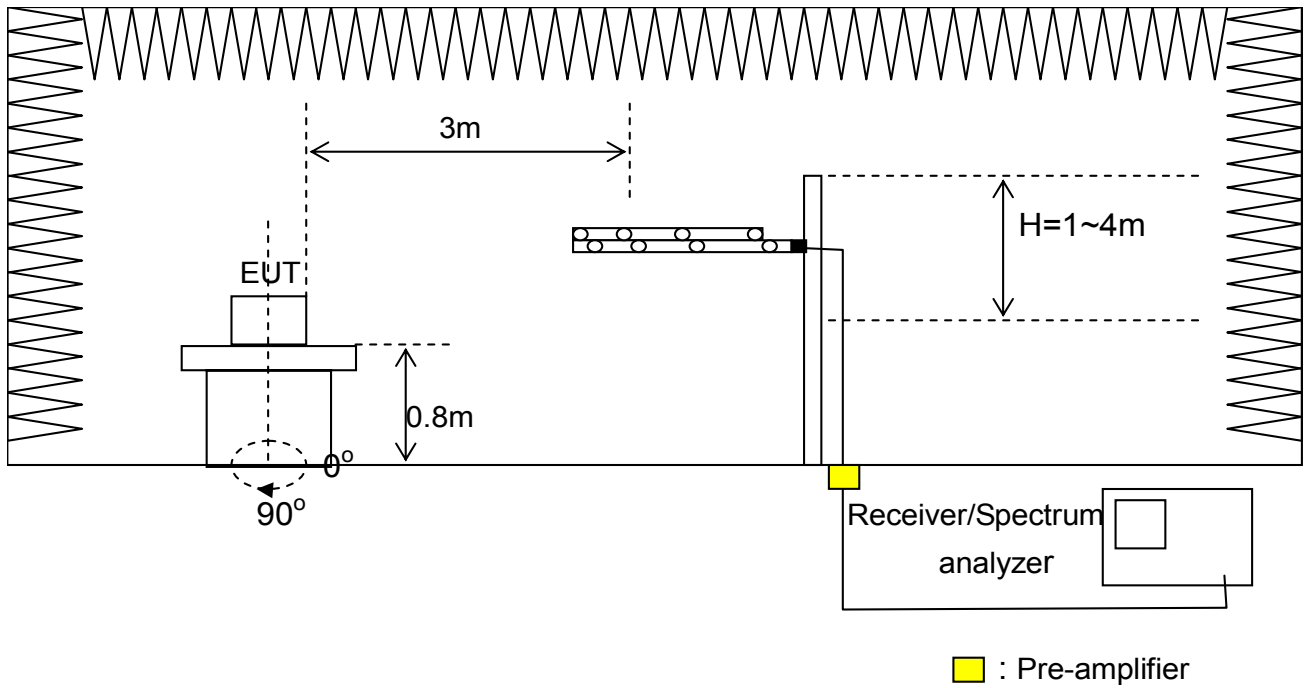 3m
H=1~4m
EUT
0.8m
0°
90°
Receiver/Spectrum
analyzer
: Pre-amplifier